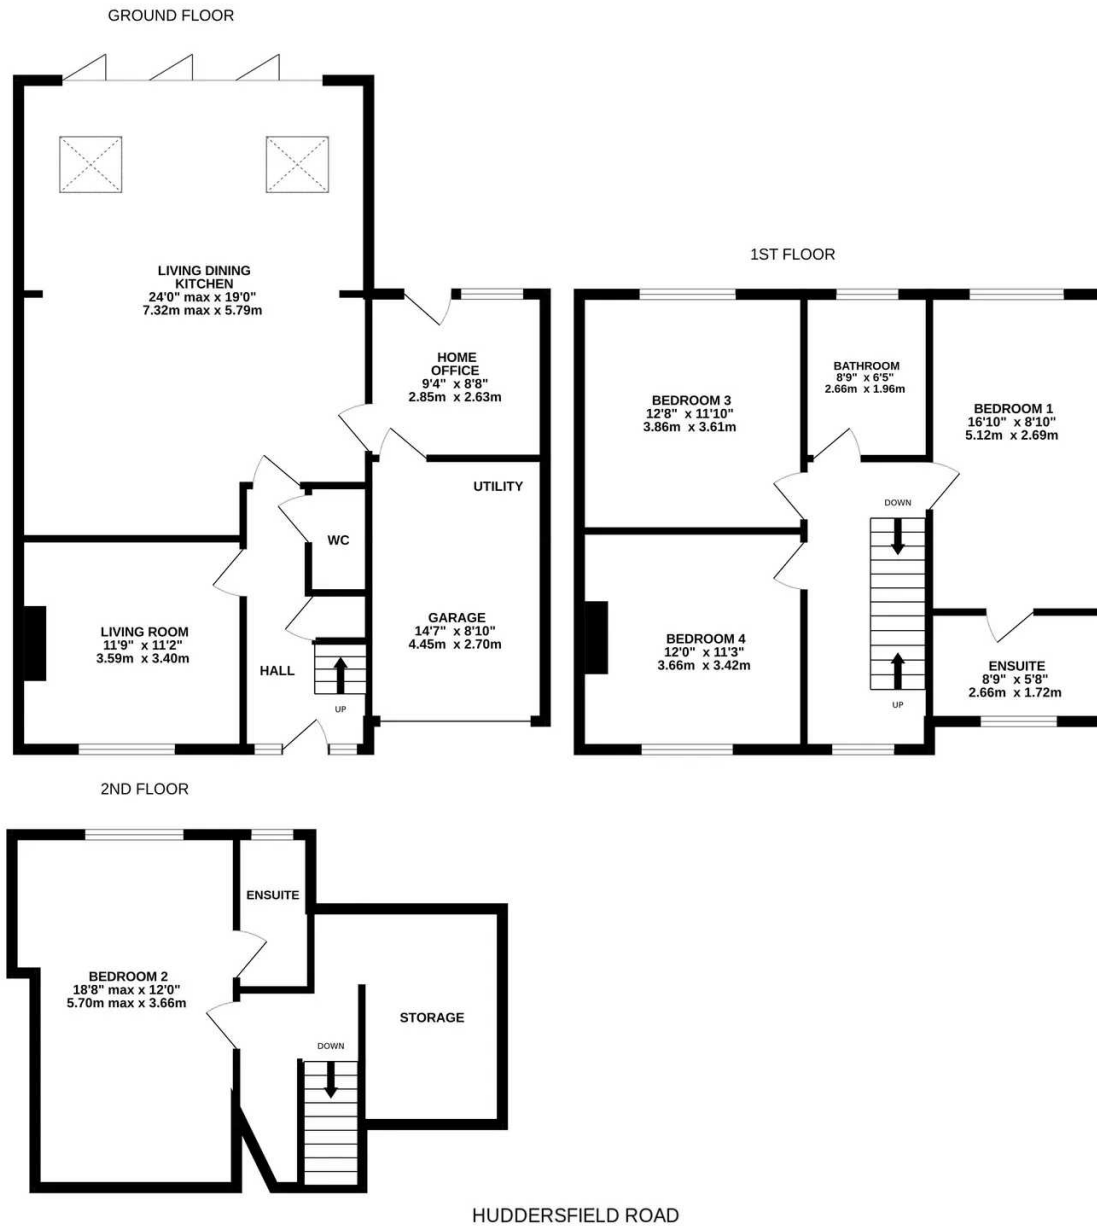 GROUND FLOOR
LIVING DINING
KITCHEN
24'0" max x 19'0"
7.32m max x 5.79m
HOME
OFFICE
9'4" x 8'8"
2.85m x 2.63m
UTILITY
WC
LIVING ROOM
11'9" x 11'2"
3.59m x 3.40m
HALL
UP
GARAGE
14'7" x 8'10"
4.45m x 2.70m
1ST FLOOR
BEDROOM 3
12'8" x 11'10"
3.86m x 3.61m
BATHROOM
8'9" x 6'5"
2.66m x 1.96m
BEDROOM 1
16'10" x 8'10"
5.12m x 2.69m
DOWN
BEDROOM 4
12'0" x 11'3"
3.66m x 3.42m
UP
ENSUITE
8'9" x 5'8"
2.66m x 1.72m
2ND FLOOR
ENSUITE
BEDROOM 2
18'8" max x 12'0"
5.70m max x 3.66m
DOWN
STORAGE
HUDDERSFIELD ROAD